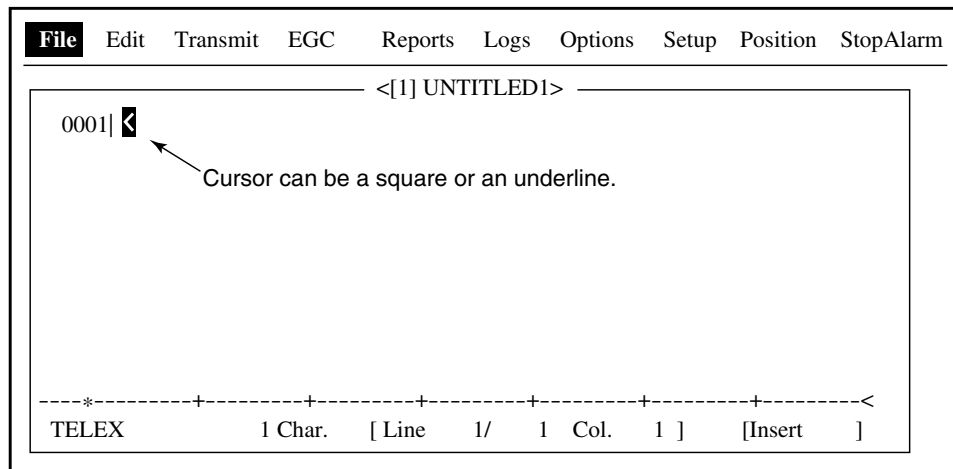 File Edit Transmit EGC Reports Logs Options Setup Position StopAlarm
<[1] UNTITLED1>
0001| <
Cursor can be a square or an underline.
----*---------+---------+---------+---------+---------+---------+---------<
TELEX 1 Char. [ Line 1/ 1 Col. 1 ] [Insert ]